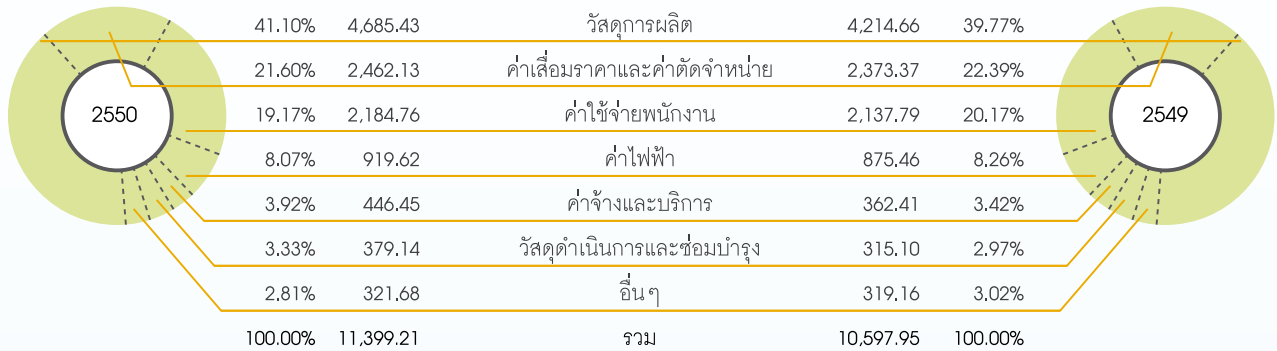 41.10% 4,685.43 วัสดุการผลิต 4,214.66 39.77%
21.60% 2,462.13 ค่าเสื่อมราคาและค่าตัดจำหน่าย 2,373.37 22.39%
2550 19.17% 2,184.76 ค่าใช้จ่ายพนักงาน 2,137.79 20.17% 2549
8.07% 919.62 ค่าไฟฟ้า 875.46 8.26%
3.92% 446.45 ค่าจ้างและบริการ 362.41 3.42%
3.33% 379.14 วัสดุดำเนินการและซ่อมบำรุง 315.10 2.97%
2.81% 321.68 อื่นๆ 319.16 3.02%
100.00% 11,399.21 รวม 10,597.95 100.00%